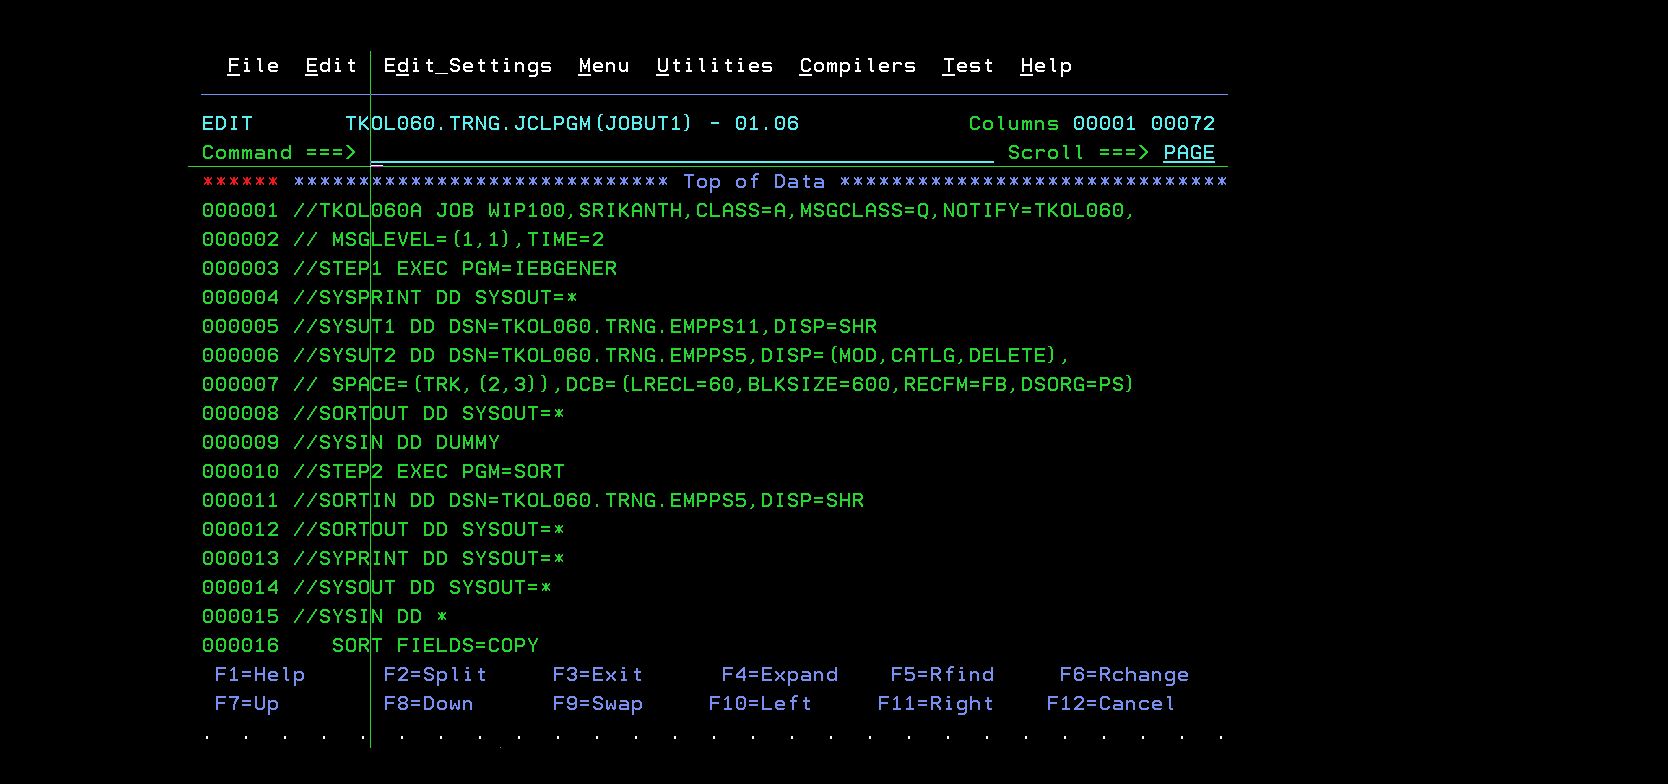 File  Edit  Edit_Settings  Menu  Utilities  Compilers  Test  Help
EDIT       TKOL060.TRNG.JCLPGM(JOBUT1) - 01.06             Columns 00001 00072
Command ===>                                                  Scroll ===> PAGE
****** ***************************** Top of Data ******************************
000001 //TKOL060A JOB WIP100,SRIKANTH,CLASS=A,MSGCLASS=Q,NOTIFY=TKOL060,
000002 // MSGLEVEL=(1,1),TIME=2
000003 //STEP1 EXEC PGM=IEBGENER
000004 //SYSPRINT DD SYSOUT=*
000005 //SYSUT1 DD DSN=TKOL060.TRNG.EMPPS11,DISP=SHR
000006 //SYSUT2 DD DSN=TKOL060.TRNG.EMPPS5,DISP=(MOD,CATLG,DELETE),
000007 // SPACE=(TRK,(2,3)),DCB=(LRECL=60,BLKSIZE=600,RECFM=FB,DSORG=PS)
000008 //SORTOUT DD SYSOUT=*
000009 //SYSIN DD DUMMY
000010 //STEP2 EXEC PGM=SORT
000011 //SORTIN DD DSN=TKOL060.TRNG.EMPPS5,DISP=SHR
000012 //SORTOUT DD SYSOUT=*
000013 //SYPRINT DD SYSOUT=*
000014 //SYSOUT DD SYSOUT=*
000015 //SYSIN DD *
000016    SORT FIELDS=COPY
F1=Help      F2=Split     F3=Exit      F4=Expand    F5=Rfind     F6=Rchange
F7=Up        F8=Down      F9=Swap     F10=Left     F11=Right    F12=Cancel
. . . . . . . . . . . . . . . . . . . . . . . . . . .